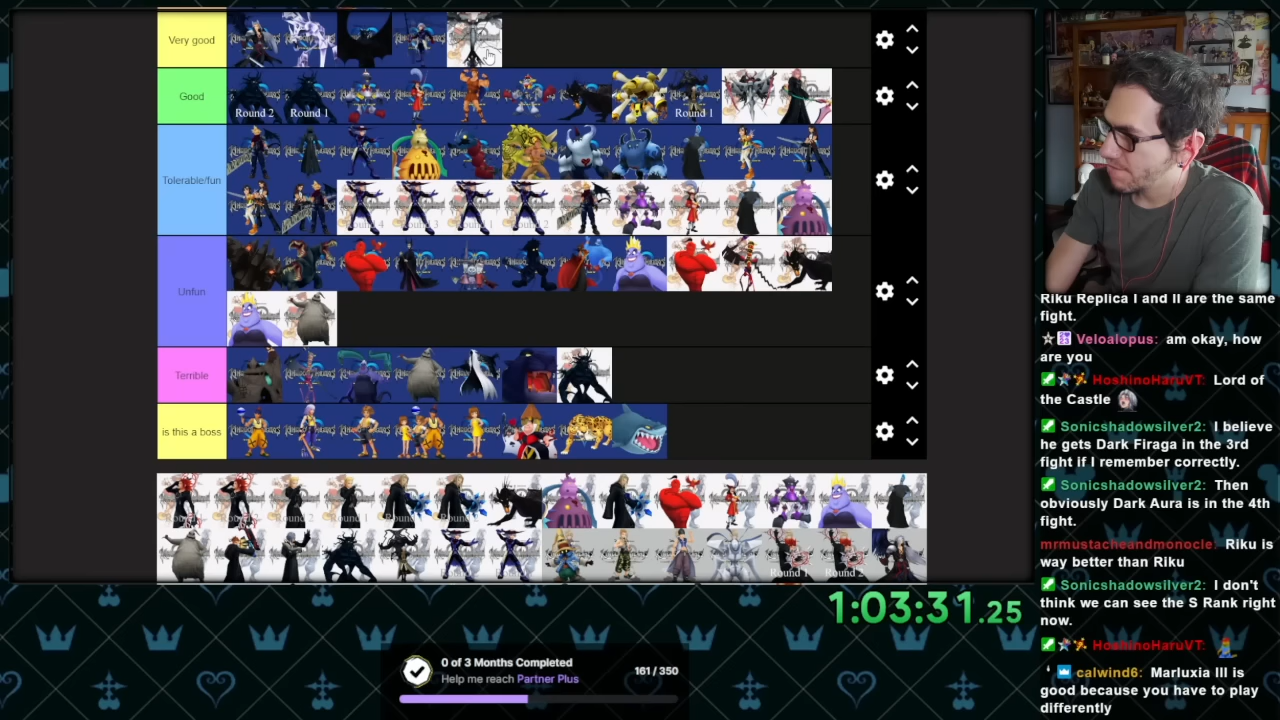 Very good
Good
Round 2
Round 1
Round 1
Tolerable/fun
Unfun
Terrible
is this a boss
Round 1
Round 2
1:03:31.25
0 of 3 Months Completed
Help me reach Partner Plus
161 / 350
Riku Replica I and II are the same
fight.
Veloalopus: am okay, how
are you
HoshinoHaruVT: Lord of
the Castle
Sonicshadowsilver2: I believe
he gets Dark Firaga in the 3rd
fight if I remember correctly.
Sonicshadowsilver2: Then
obviously Dark Aura is in the 4th
fight.
mrmustacheandmonocle: Riku is
way better than Riku
Sonicshadowsilver2: I don't
think we can see the S Rank right
now.
HoshinoHaruVT:
calwind6: Marluxia III is
good because you have to play
differently